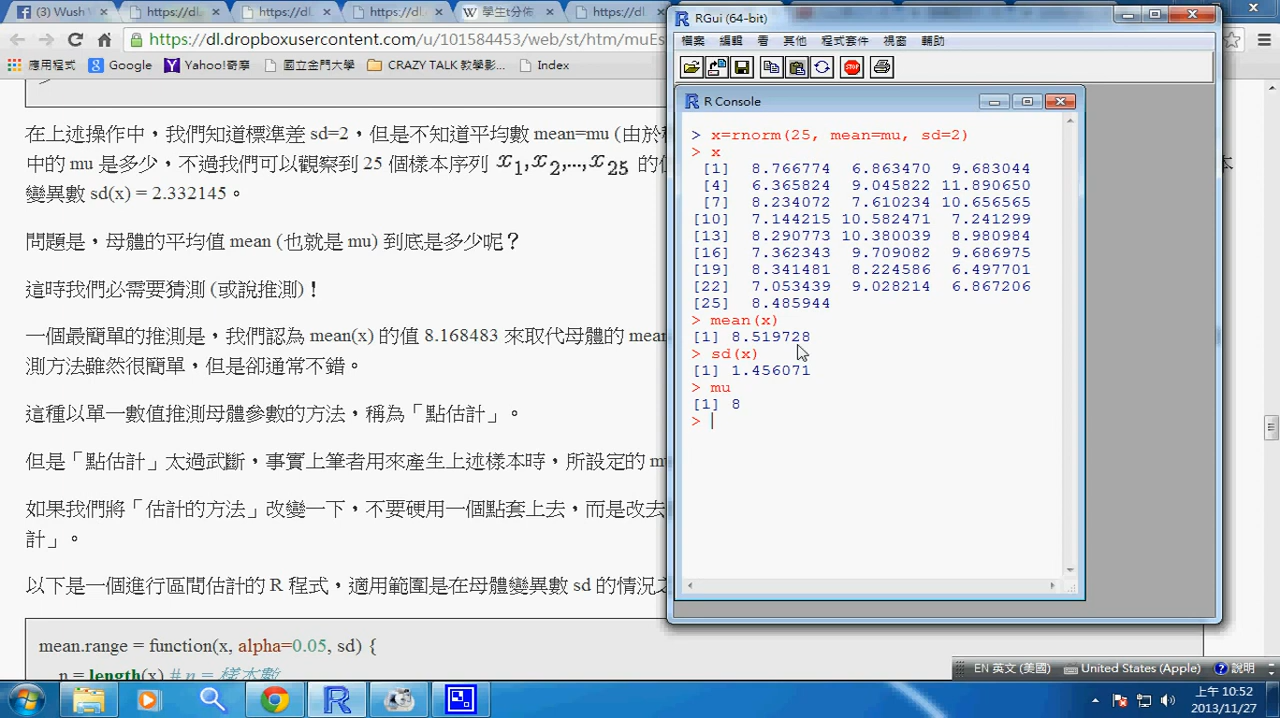 (3) Wush W
https://dl.
https://dl.
https://dl.
學生t分佈
https://dl
https://dl.dropboxusercontent.com/u/101584453/web/st/htm/muEs
應用程式
Google
Yahoo!奇摩
國立金門大學
CRAZY TALK 教學影...
Index
在上述操作中，我們知道標準差 sd=2，但是不知道平均數 mean=mu (由於
中的 mu 是多少，不過我們可以觀察到 25 個樣本序列 x1,x2,...,x25 的
本
變異數 sd(x) = 2.332145。
問題是，母體的平均值 mean (也就是 mu) 到底是多少呢？
這時我們必需要猜測 (或說推測)！
一個最簡單的推測是，我們認為 mean(x) 的值 8.168483 來取代母體的 mean
測方法雖然很簡單，但是卻通常不錯。
這種以單一數值推測母體參數的方法，稱為「點估計」。
但是「點估計」太過武斷，事實上筆者用來產生上述樣本時，所設定的 m
如果我們將「估計的方法」改變一下，不要硬用一個點套上去，而是改去
計」。
以下是一個進行區間估計的 R 程式，適用範圍是在母體變異數 sd 的情況之
mean.range = function(x, alpha=0.05, sd) {
n = length(x) # n = 樣本數
RGui (64-bit)
檔案 編輯 看 其他 程式套件 視窗 輔助
STOP
R Console
> x=rnorm(25, mean=mu, sd=2)
> x
[1] 8.766774 6.863470 9.683044
[4] 6.365824 9.045822 11.890650
[7] 8.234072 7.610234 10.656565
[10] 7.144215 10.582471 7.241299
[13] 8.290773 10.380039 8.980984
[16] 7.362343 9.709082 9.686975
[19] 8.341481 8.224586 6.497701
[22] 7.053439 9.028214 6.867206
[25] 8.485944
> mean(x)
[1] 8.519728
> sd(x)
[1] 1.456071
> mu
[1] 8
>
EN 英文 (美國) United States (Apple) 說明
上午 10:52
2013/11/27